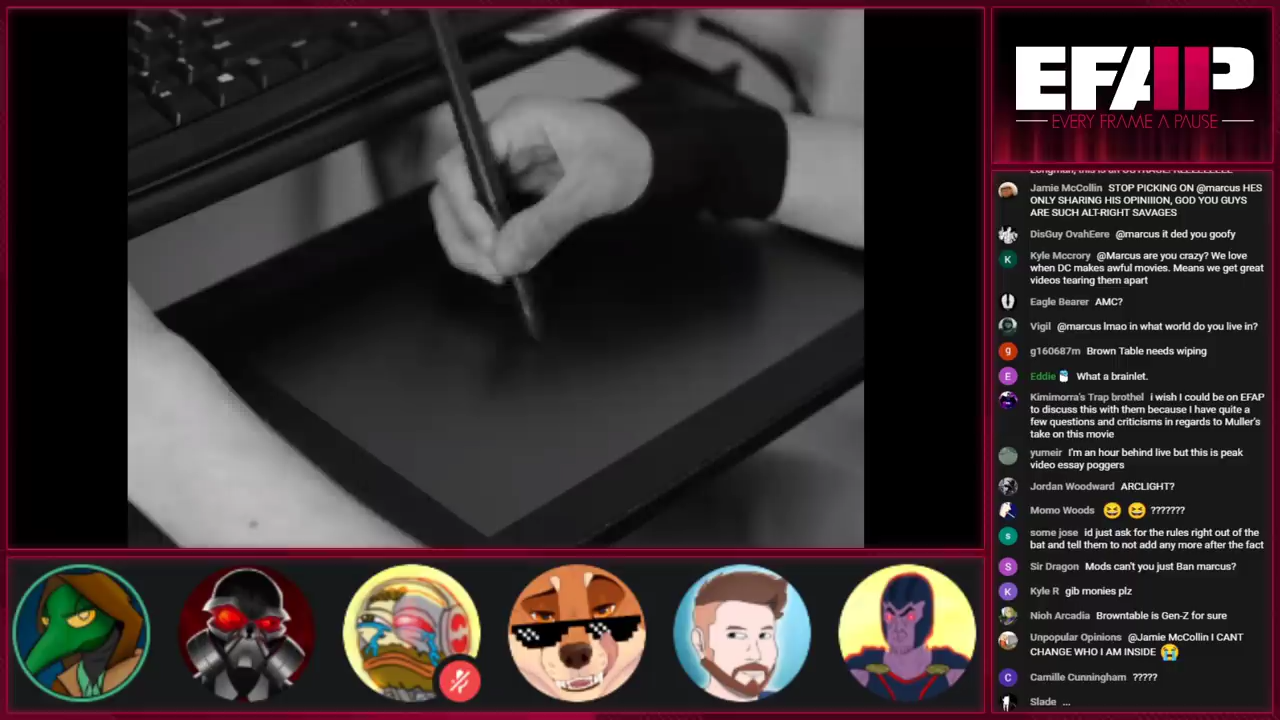 EFAP
EVERY FRAME A PAUSE
Jamie McCollin STOP PICKING ON @marcus HES
ONLY SHARING HIS OPINIIION, GOD YOU GUYS
ARE SUCH ALT-RIGHT SAVAGES
DisGuy OvahEere @marcus it ded you goofy
K
Kyle Mccrory @Marcus are you crazy? We love
when DC makes awful movies. Means we get great
videos tearing them apart
Eagle Bearer AMC?
Vigil @marcus lmao in what world do you live in?
g
g160687m Brown Table needs wiping
E
Eddie What a brainlet.
Kimimorra's Trap brothel i wish I could be on EFAP
to discuss this with them because I have quite a
few questions and criticisms in regards to Muller's
take on this movie
yumeir I'm an hour behind live but this is peak
video essay poggers
Jordan Woodward ARCLIGHT?
Momo Woods 😆 😆 ???????
s
some jose id just ask for the rules right out of the
bat and tell them to not add any more after the fact
S
Sir Dragon Mods can't you just Ban marcus?
K
Kyle R gib monies plz
Nioh Arcadia Browntable is Gen-Z for sure
Unpopular Opinions @Jamie McCollin I CANT
CHANGE WHO I AM INSIDE 😭
C
Camille Cunningham ?????
Slade ...